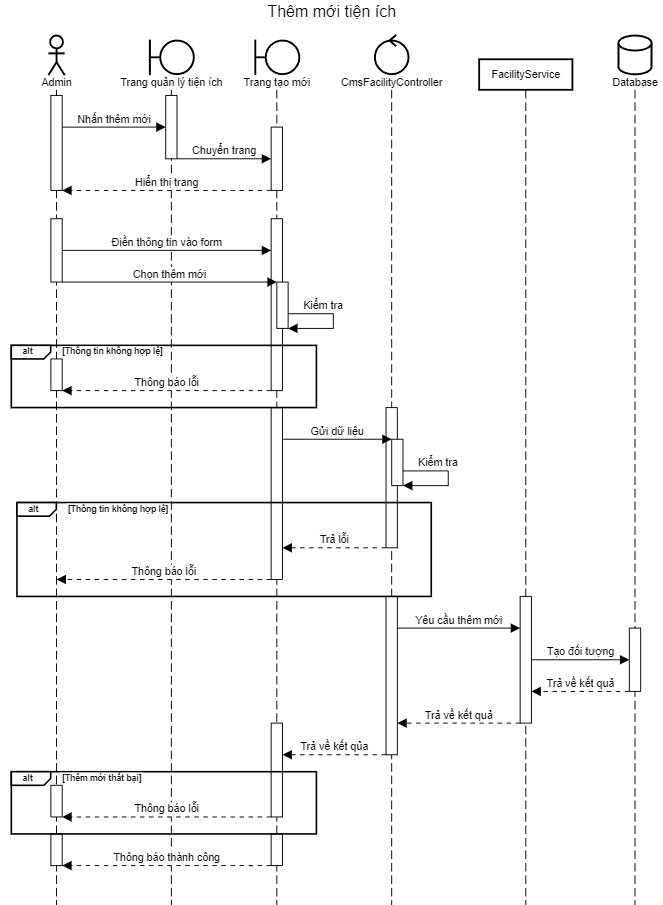 Thêm mới tiện ích
Admin
Trang quản lý tiện ích
Trang tạo mới
CmsFacilityController
FacilityService
Database
Nhấn thêm mới
Chuyển trang
Hiển thị trang
Điền thông tin vào form
Chọn thêm mới
Kiểm tra
alt
[Thông tin không hợp lệ]
Thông báo lỗi
Gửi dữ liệu
Kiểm tra
alt
[Thông tin không hợp lệ]
Trả lỗi
Thông báo lỗi
Yêu cầu thêm mới
Tạo đối tượng
Trả về kết quả
Trả về kết quả
Trả về kết qủa
alt
[Thêm mới thất bại]
Thông báo lỗi
Thông báo thành công